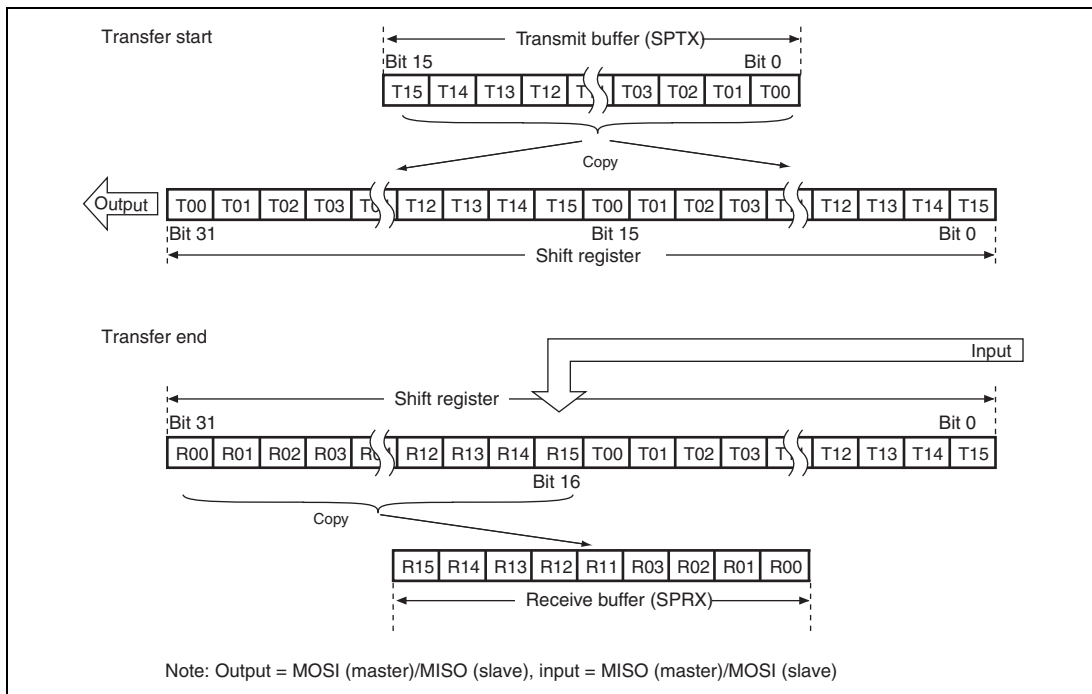 Transfer start
Transmit buffer (SPTX)
Bit 15 Bit 0
T15 T14 T13 T12 T03 T02 T01 T00
Copy
Output T00 T01 T02 T03 T12 T13 T14 T15 T00 T01 T02 T03 T12 T13 T14 T15
Bit 31 Bit 15 Bit 0
Shift register
Transfer end
Input
Shift register
Bit 31 Bit 0
R00 R01 R02 R03 R12 R13 R14 R15 T00 T01 T02 T03 T12 T13 T14 T15
Bit 16
Copy
R15 R14 R13 R12 R11 R03 R02 R01 R00
Receive buffer (SPRX)
Note: Output = MOSI (master)/MISO (slave), input = MISO (master)/MOSI (slave)